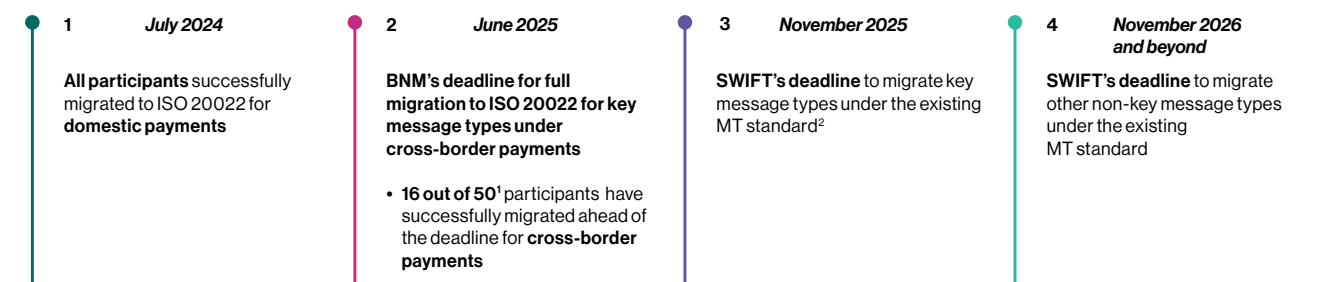 1 July 2024
All participants successfully
migrated to ISO 20022 for
domestic payments
2 June 2025
BNM’s deadline for full
migration to ISO 20022 for key
message types under
cross-border payments
• 16 out of 50¹ participants have
successfully migrated ahead of
the deadline for cross-border
payments
3 November 2025
SWIFT’s deadline to migrate key
message types under the existing
MT standard²
4 November 2026
and beyond
SWIFT’s deadline to migrate
other non-key message types
under the existing
MT standard